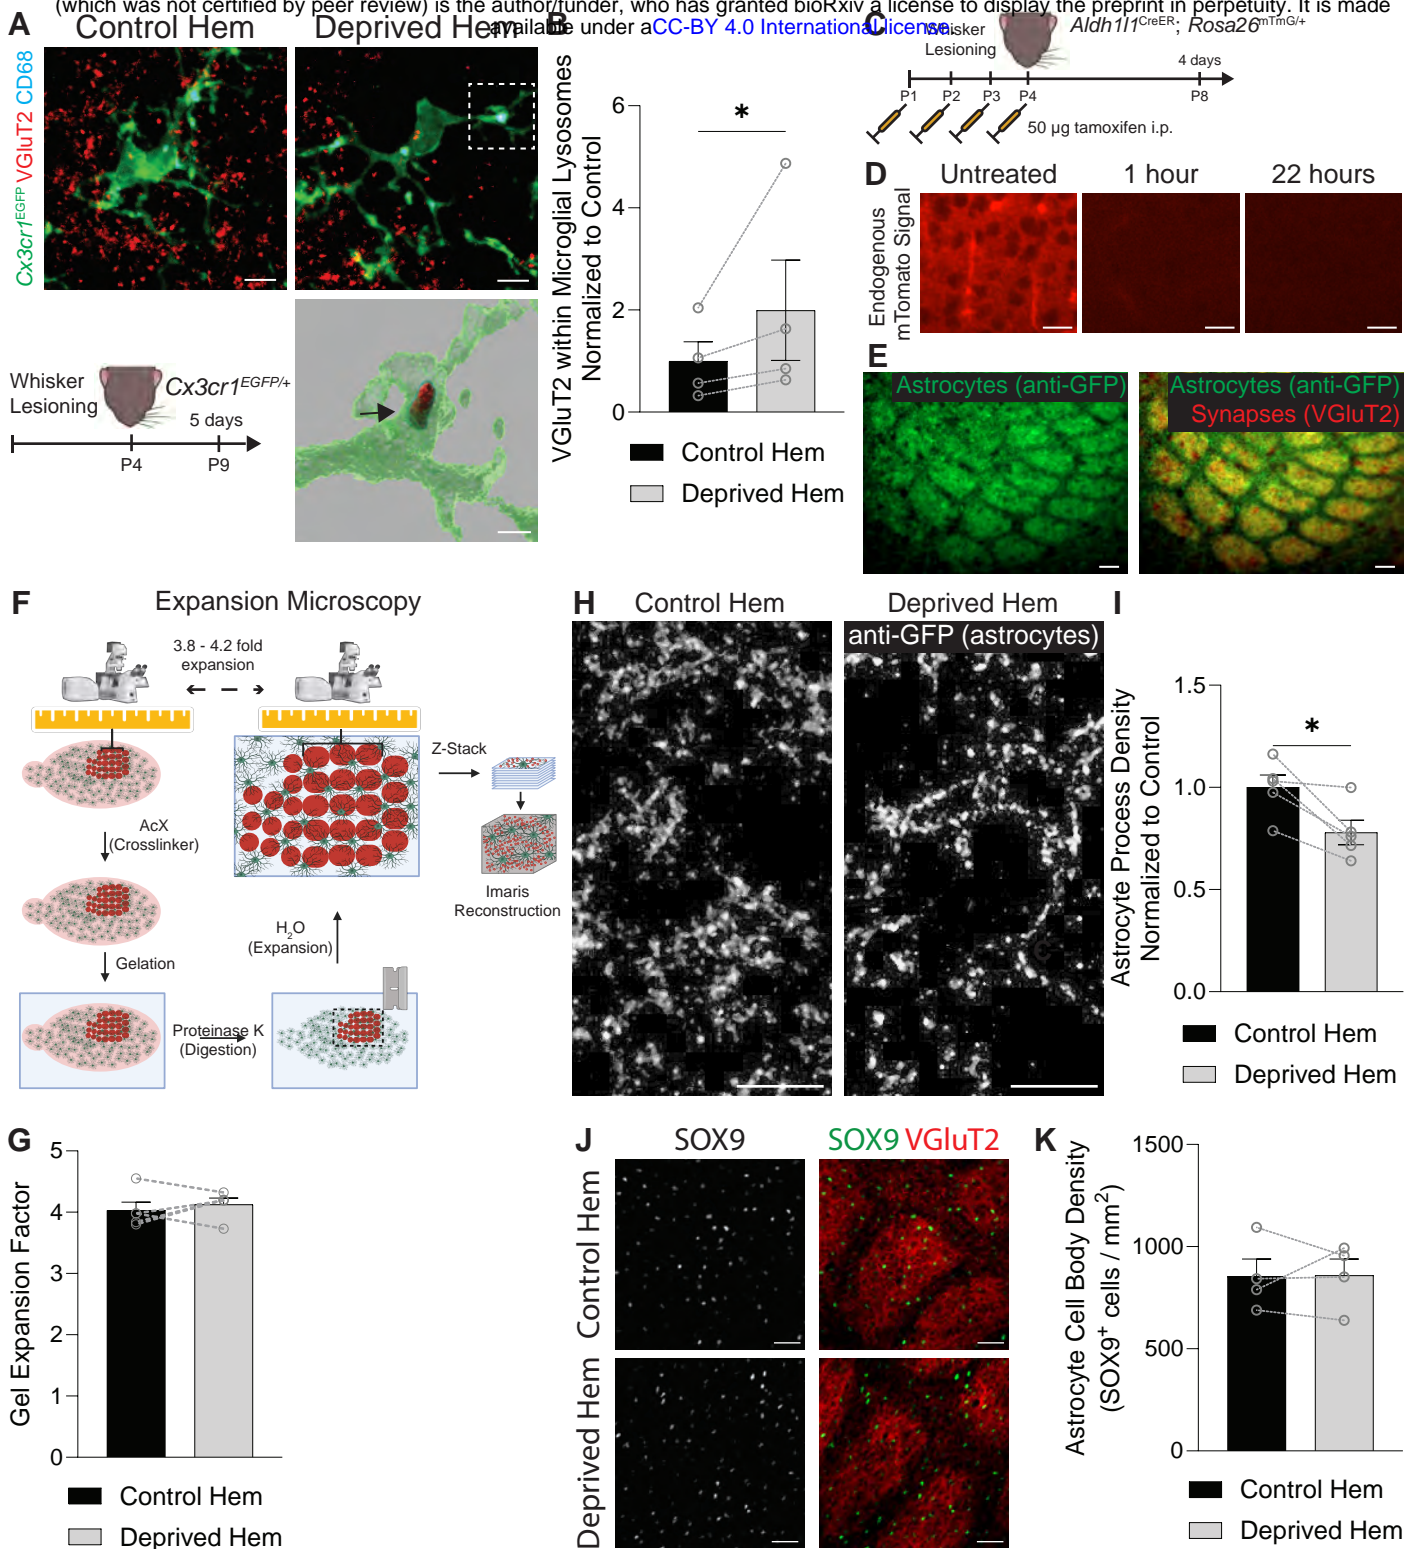 (which was not certified by peer review) is the author/funder, who has granted bioRxiv a license to display the preprint in perpetuity. It is made
available under aCC-BY 4.0 International license.
A
Control Hem
Deprived Hem
Cx3cr1EGFP VGluT2 CD68
Whisker
Lesioning
Cx3cr1EGFP/+
5 days
P4
P9
B
VGluT2 within Microglial Lysosomes
Normalized to Control
6
4
2
0
*
Control Hem
Deprived Hem
C
Whisker
Lesioning
Aldh1l1CreER; Rosa26mTmG/+
4 days
P1
P2
P3
P4
P8
50 µg tamoxifen i.p.
D
Untreated
1 hour
22 hours
Endogenous
mTomato Signal
E
Astrocytes (anti-GFP)
Astrocytes (anti-GFP)
Synapses (VGluT2)
F
Expansion Microscopy
3.8 - 4.2 fold
expansion
AcX
(Crosslinker)
Gelation
Proteinase K
(Digestion)
H2O
(Expansion)
Z-Stack
Imaris
Reconstruction
G
Gel Expansion Factor
5
4
3
2
1
0
Control Hem
Deprived Hem
H
Control Hem
Deprived Hem
anti-GFP (astrocytes)
I
Astrocyte Process Density
Normalized to Control
1.5
1.0
0.5
0.0
*
Control Hem
Deprived Hem
J
SOX9
SOX9 VGluT2
Control Hem
Deprived Hem
K
Astrocyte Cell Body Density
(SOX9+ cells / mm2)
1500
1000
500
0
Control Hem
Deprived Hem